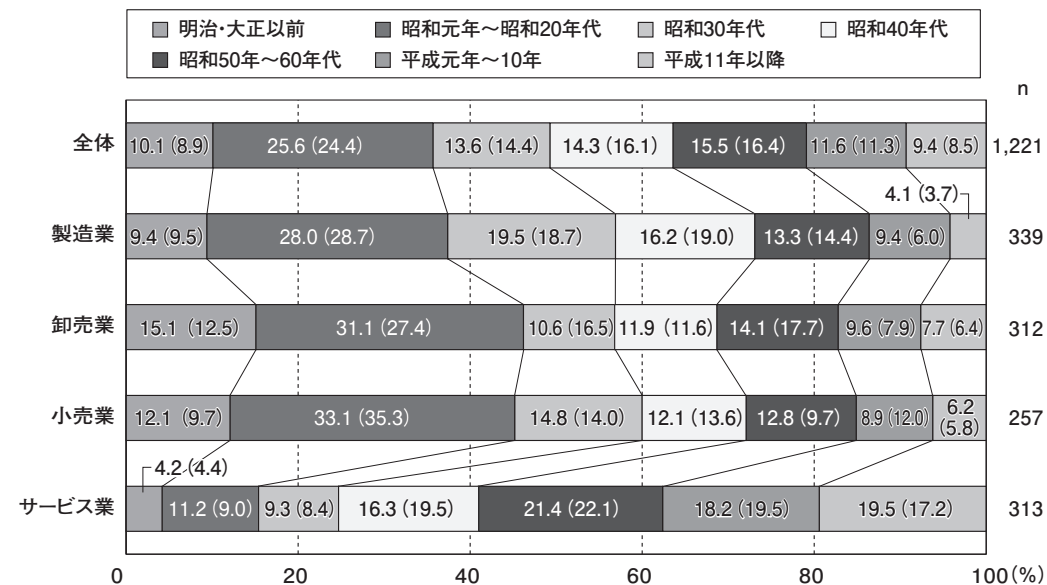 明治・大正以前 昭和元年～昭和20年代 昭和30年代 昭和40年代
昭和50年～60年代 平成元年～10年 平成11年以降
n
全体 10.1 (8.9) 25.6 (24.4) 13.6 (14.4) 14.3 (16.1) 15.5 (16.4) 11.6 (11.3) 9.4 (8.5) 1,221
4.1 (3.7)
製造業 9.4 (9.5) 28.0 (28.7) 19.5 (18.7) 16.2 (19.0) 13.3 (14.4) 9.4 (6.0) 339
卸売業 15.1 (12.5) 31.1 (27.4) 10.6 (16.5) 11.9 (11.6) 14.1 (17.7) 9.6 (7.9) 7.7 (6.4) 312
小売業 12.1 (9.7) 33.1 (35.3) 14.8 (14.0) 12.1 (13.6) 12.8 (9.7) 8.9 (12.0) 6.2 (5.8) 257
4.2 (4.4)
サービス業 11.2 (9.0) 9.3 (8.4) 16.3 (19.5) 21.4 (22.1) 18.2 (19.5) 19.5 (17.2) 313
0 20 40 60 80 100(%)